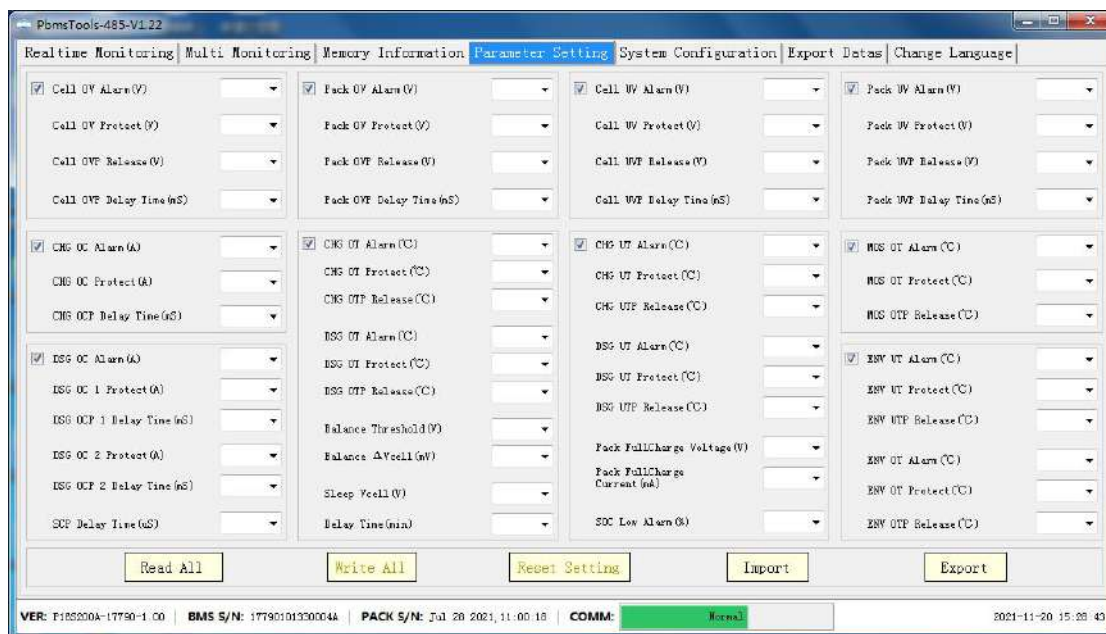 PbmsTools-485-V1.22
Realtime Monitoring Multi Monitoring Memory Information Parameter Setting System Configuration Export Datas Change Language
Cell OV Alarm(V)
Cell OV Protect(V)
Cell OVP Release(V)
Cell OVP Delay Time(mS)
Pack OV Alarm(V)
Pack OV Protect(V)
Pack OVP Release(V)
Pack OVP Delay Time(mS)
Cell UV Alarm(V)
Cell UV Protect(V)
Cell UVP Release(V)
Cell UVP Delay Time(mS)
Pack UV Alarm(V)
Pack UV Protect(V)
Pack UVP Release(V)
Pack UVP Delay Time(mS)
CHG OC Alarm(A)
CHG OC Protect(A)
CHG OCP Delay Time(mS)
DSG OC Alarm(A)
DSG OC 1 Protect(A)
DSG OCP 1 Delay Time(mS)
DSG OC 2 Protect(A)
DSG OCP 2 Delay Time(mS)
SCP Delay Time(uS)
CHG OT Alarm(℃)
CHG OT Protect(℃)
CHG OTP Release(℃)
DSG OT Alarm(℃)
DSG OT Protect(℃)
DSG OTP Release(℃)
Balance Threshold(V)
Balance ΔVcell(mV)
Sleep Vcell(V)
Delay Time(min)
CHG UT Alarm(℃)
CHG UT Protect(℃)
CHG UTP Release(℃)
DSG UT Alarm(℃)
DSG UT Protect(℃)
DSG UTP Release(℃)
Pack FullCharge Voltage(V)
Pack FullCharge
Current(mA)
SOC Low Alarm(%)
MOS OT Alarm(℃)
MOS OT Protect(℃)
MOS OTP Release(℃)
ENV UT Alarm(℃)
ENV UT Protect(℃)
ENV UTP Release(℃)
ENV OT Alarm(℃)
ENV OT Protect(℃)
ENV OTP Release(℃)
Read All Write All Reset Setting Import Export
VER: P16S200A-17790-1.00 BMS S/N: 1779010133000­4A PACK S/N: Jul 28 2021,11:00:18 COMM: Normal 2021-11-20 15:28:43